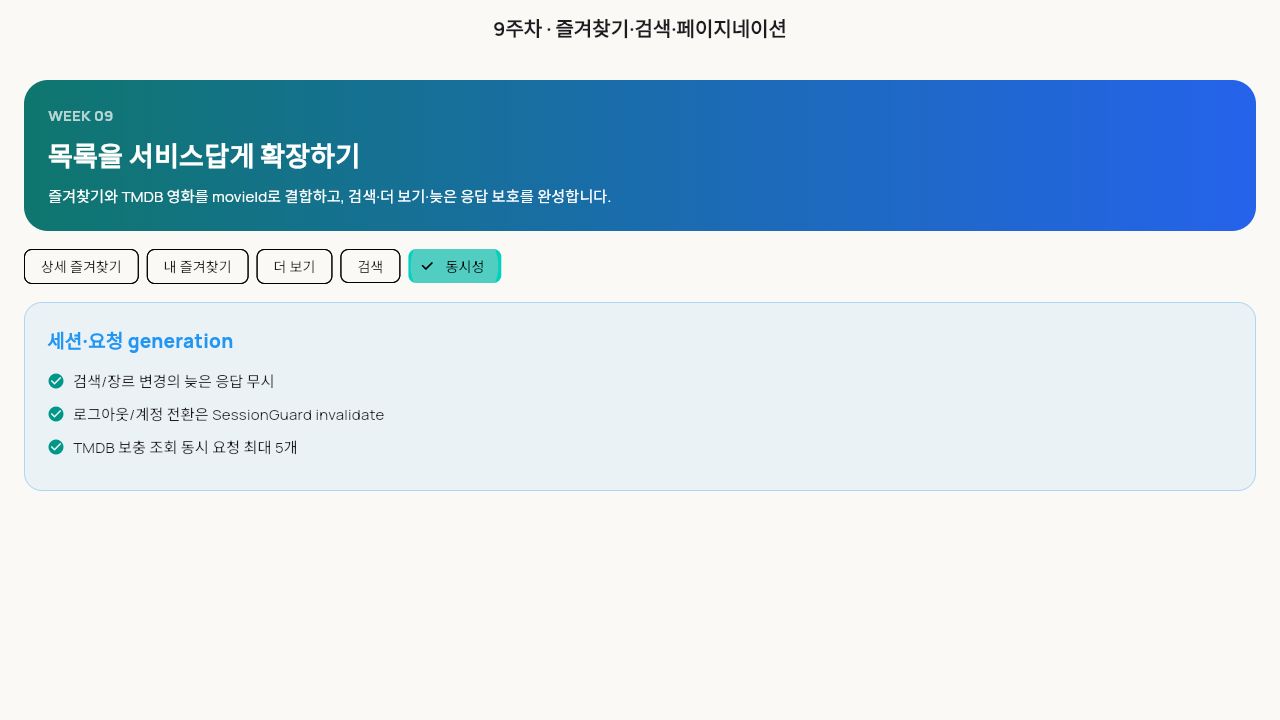 9주차 · 즐겨찾기·검색·페이지네이션
WEEK 09
목록을 서비스답게 확장하기
즐겨찾기와 TMDB 영화를 movieId로 결합하고, 검색·더 보기·늦은 응답 보호를 완성합니다.
상세 즐겨찾기
내 즐겨찾기
더 보기
검색
동시성
세션·요청 generation
검색/장르 변경의 늦은 응답 무시
로그아웃/계정 전환은 SessionGuard invalidate
TMDB 보충 조회 동시 요청 최대 5개